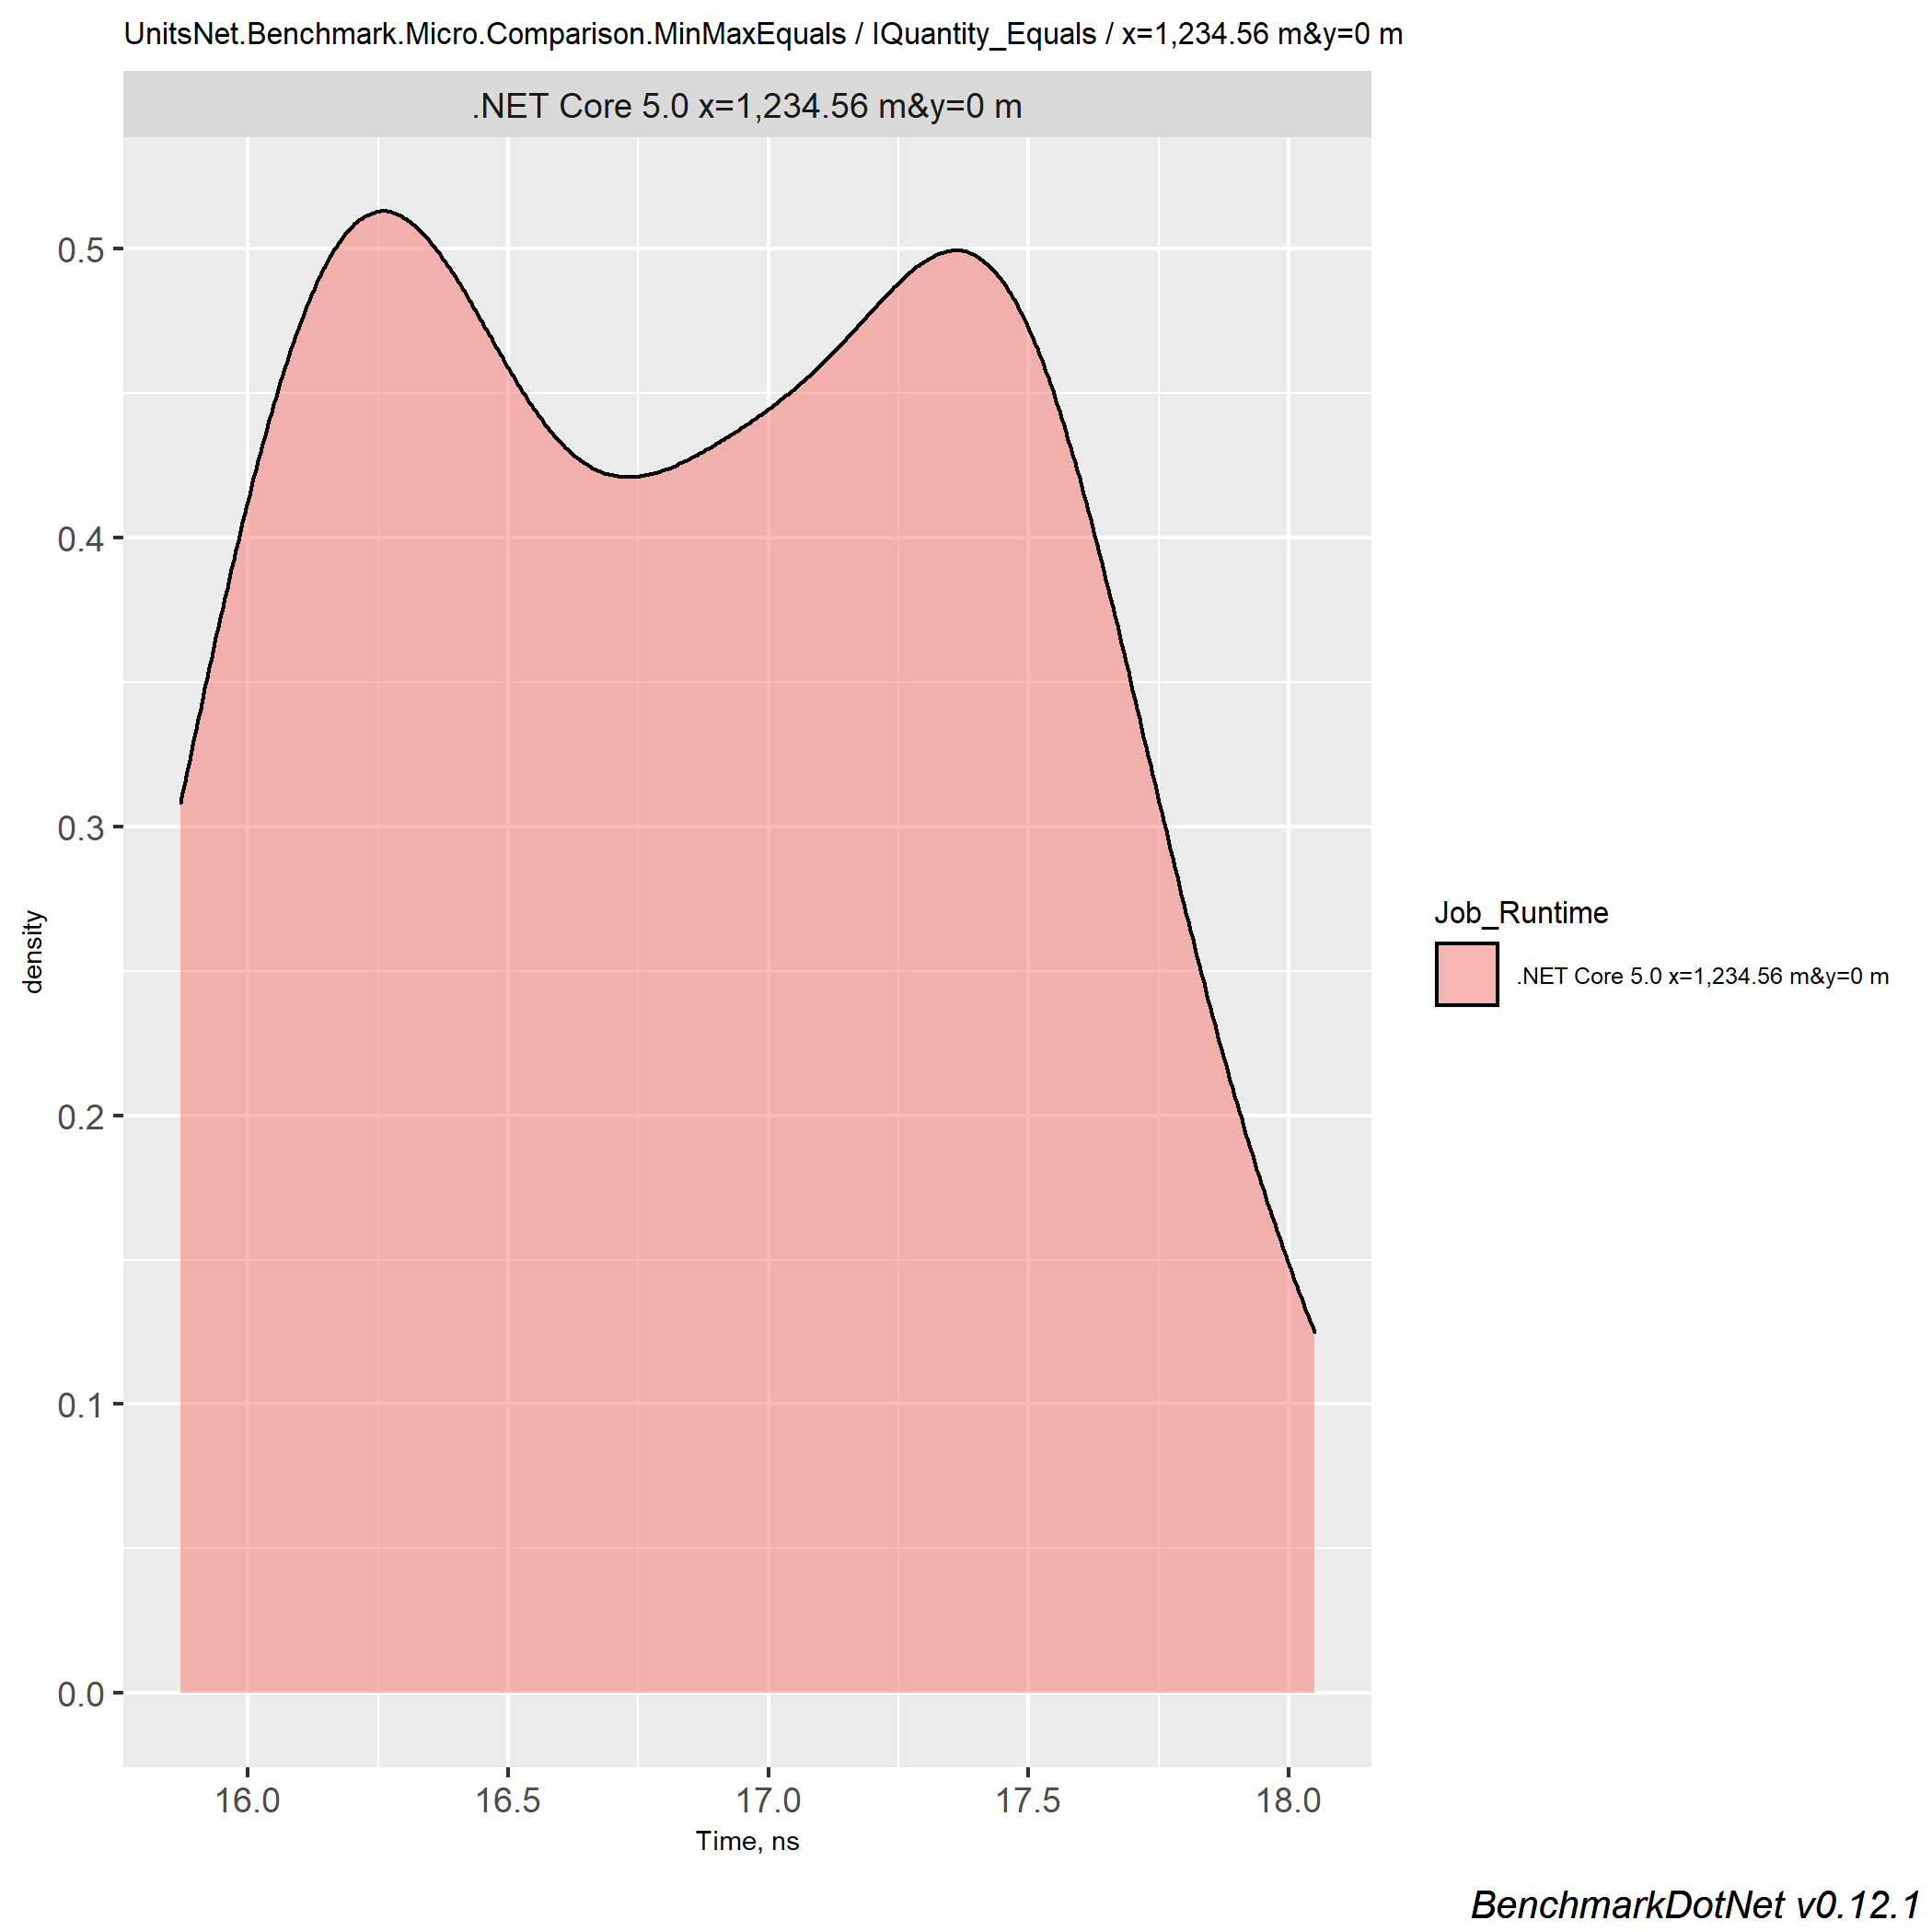 UnitsNet.Benchmark.Micro.Comparison.MinMaxEquals / IQuantity_Equals / x=1,234.56 m&y=0 m
.NET Core 5.0 x=1,234.56 m&y=0 m
0.5
0.4
0.3
0.2
0.1
0.0
density
16.0 16.5 17.0 17.5 18.0
Time, ns
Job_Runtime
.NET Core 5.0 x=1,234.56 m&y=0 m
BenchmarkDotNet v0.12.1